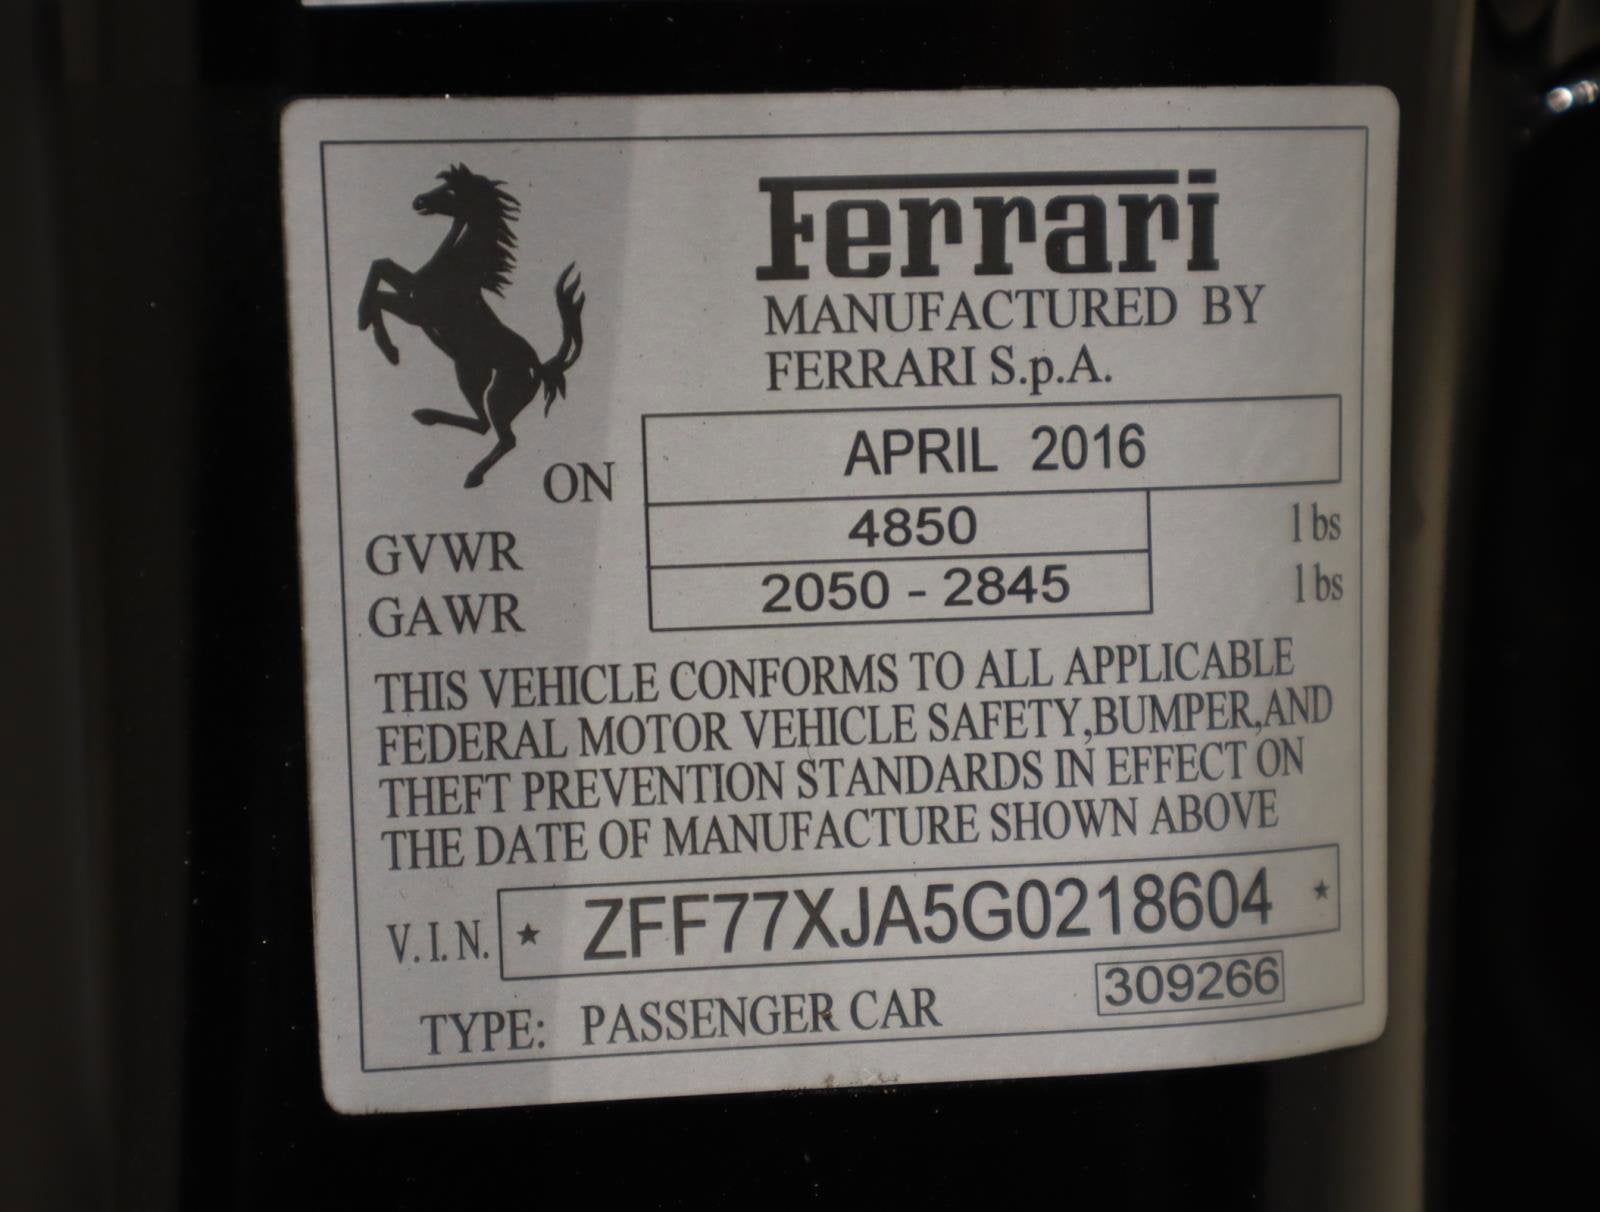 Ferrari
MANUFACTURED BY
FERRARI S.p.A.
ON APRIL 2016
GVWR 4850 lbs
GAWR 2050 - 2845 lbs
THIS VEHICLE CONFORMS TO ALL APPLICABLE
FEDERAL MOTOR VEHICLE SAFETY,BUMPER,AND
THEFT PREVENTION STANDARDS IN EFFECT ON
THE DATE OF MANUFACTURE SHOWN ABOVE
V.I.N. ★ ZFF77XJA5G0218604 ★
TYPE: PASSENGER CAR 309266